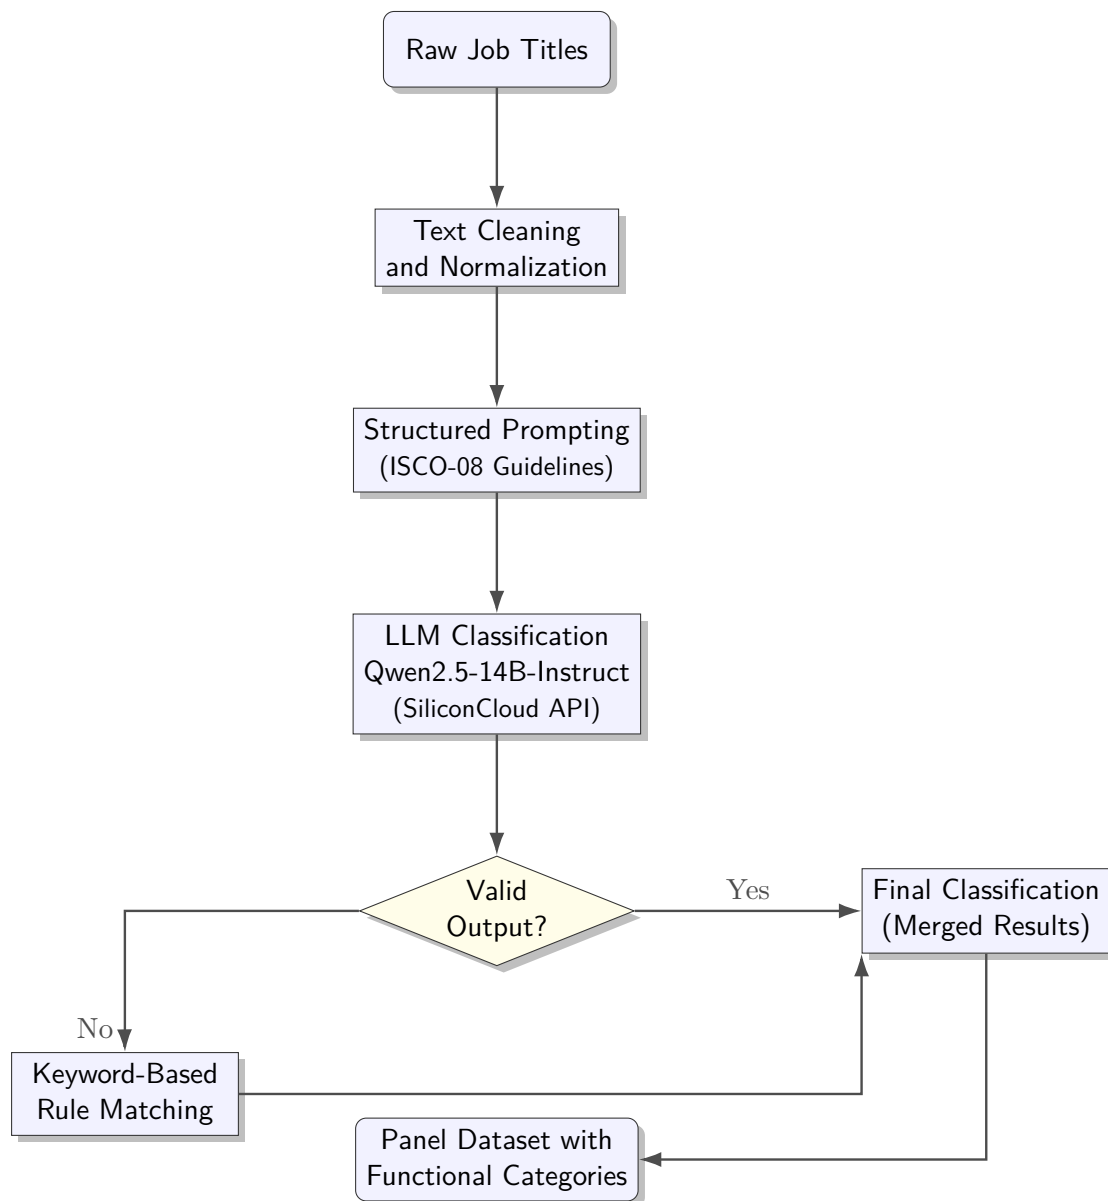 Raw Job Titles
Text Cleaning
and Normalization
Structured Prompting
(ISCO-08 Guidelines)
LLM Classification
Qwen2.5-14B-Instruct
(SiliconCloud API)
Valid
Output?
Yes
Final Classification
(Merged Results)
No
Keyword-Based
Rule Matching
Panel Dataset with
Functional Categories